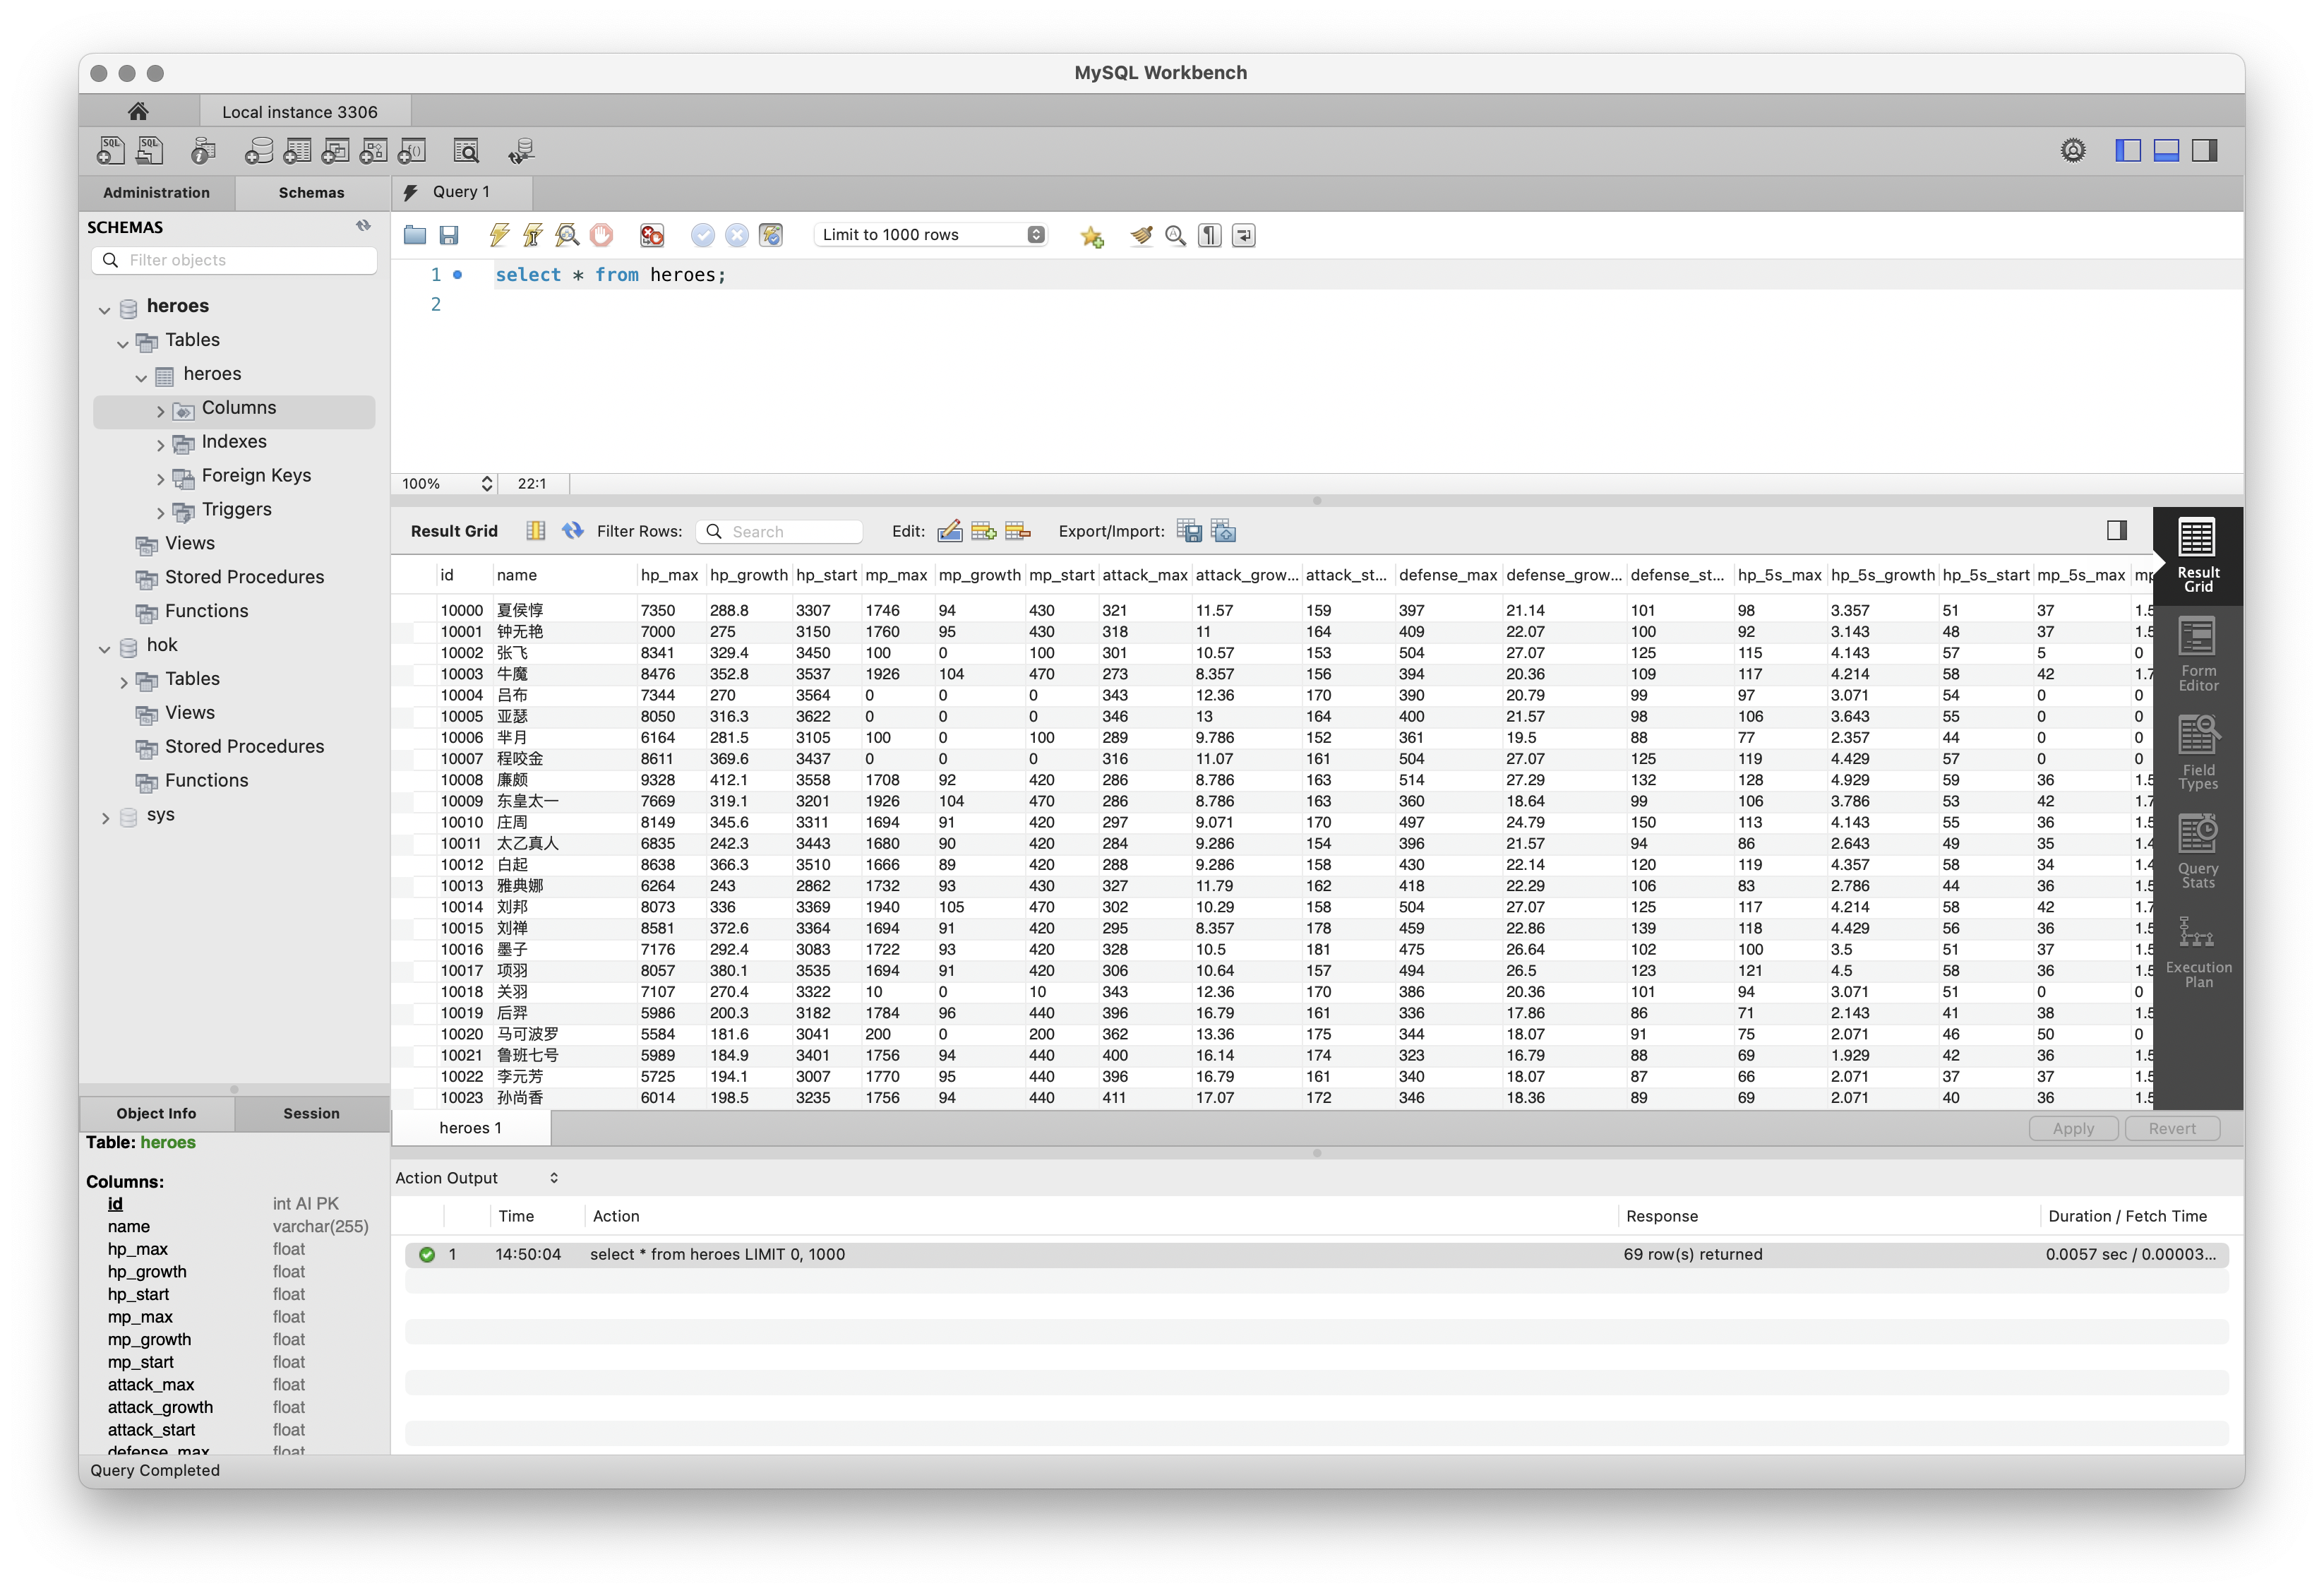 MySQL Workbench
Local instance 3306
Administration Schemas Query 1
SCHEMAS
Filter objects
heroes
Tables
heroes
Columns
Indexes
Foreign Keys
Triggers
Views
Stored Procedures
Functions
hok
Tables
Views
Stored Procedures
Functions
sys
Object Info Session
Table: heroes
Columns:
id int AI PK
name varchar(255)
hp_max float
hp_growth float
hp_start float
mp_max float
mp_growth float
mp_start float
attack_max float
attack_growth float
attack_start float
defense_max float
Limit to 1000 rows
1 select * from heroes;
2
100% 22:1
Result Grid Filter Rows: Search Edit: Export/Import:
id name hp_max hp_growth hp_start mp_max mp_growth mp_start attack_max attack_grow... attack_st... defense_max defense_grow... defense_st... hp_5s_max hp_5s_growth hp_5s_start mp_5s_max mp
10000 夏侯惇 7350 288.8 3307 1746 94 430 321 11.57 159 397 21.14 101 98 3.357 51 37 1.5
10001 钟无艳 7000 275 3150 1760 95 430 318 11 164 409 22.07 100 92 3.143 48 37 1.5
10002 张飞 8341 329.4 3450 100 0 100 301 10.57 153 504 27.07 125 115 4.143 57 5 0
10003 牛魔 8476 352.8 3537 1926 104 470 273 8.357 156 394 20.36 109 117 4.214 58 42 1.7
10004 吕布 7344 270 3564 0 0 0 343 12.36 170 390 20.79 99 97 3.071 54 0 0
10005 亚瑟 8050 316.3 3622 0 0 0 346 13 164 400 21.57 98 106 3.643 55 0 0
10006 芈月 6164 281.5 3105 100 0 100 289 9.786 152 361 19.5 88 77 2.357 44 0 0
10007 程咬金 8611 369.6 3437 0 0 0 316 11.07 161 504 27.07 125 119 4.429 57 0 0
10008 廉颇 9328 412.1 3558 1708 92 420 286 8.786 163 514 27.29 132 128 4.929 59 36 1.5
10009 东皇太一 7669 319.1 3201 1926 104 470 286 8.786 163 360 18.64 99 106 3.786 53 42 1.7
10010 庄周 8149 345.6 3311 1694 91 420 297 9.071 170 497 24.79 150 113 4.143 55 36 1.5
10011 太乙真人 6835 242.3 3443 1680 90 420 284 9.286 154 396 21.57 94 86 2.643 49 35 1.4
10012 白起 8638 366.3 3510 1666 89 420 288 9.286 158 430 22.14 120 119 4.357 58 34 1.4
10013 雅典娜 6264 243 2862 1732 93 430 327 11.79 162 418 22.29 106 83 2.786 44 36 1.5
10014 刘邦 8073 336 3369 1940 105 470 302 10.29 158 504 27.07 125 117 4.214 58 42 1.7
10015 刘禅 8581 372.6 3364 1694 91 420 295 8.357 178 459 22.86 139 118 4.429 56 36 1.5
10016 墨子 7176 292.4 3083 1722 93 420 328 10.5 181 475 26.64 102 100 3.5 51 37 1.5
10017 项羽 8057 380.1 3535 1694 91 420 306 10.64 157 494 26.5 123 121 4.5 58 36 1.5
10018 关羽 7107 270.4 3322 10 0 10 343 12.36 170 386 20.36 101 94 3.071 51 0 0
10019 后羿 5986 200.3 3182 1784 96 440 396 16.79 161 336 17.86 86 71 2.143 41 38 1.5
10020 马可波罗 5584 181.6 3041 200 0 200 362 13.36 175 344 18.07 91 75 2.071 46 50 0
10021 鲁班七号 5989 184.9 3401 1756 94 440 400 16.14 174 323 16.79 88 69 1.929 42 36 1.5
10022 李元芳 5725 194.1 3007 1770 95 440 396 16.79 161 340 18.07 87 66 2.071 37 37 1.5
10023 孙尚香 6014 198.5 3235 1756 94 440 411 17.07 172 346 18.36 89 69 2.071 40 36 1.5
Result
Grid
Form
Editor
Field
Types
Query
Stats
Execution
Plan
heroes 1 Apply Revert
Action Output
Time Action Response Duration / Fetch Time
1 14:50:04 select * from heroes LIMIT 0, 1000 69 row(s) returned 0.0057 sec / 0.00003...
Query Completed